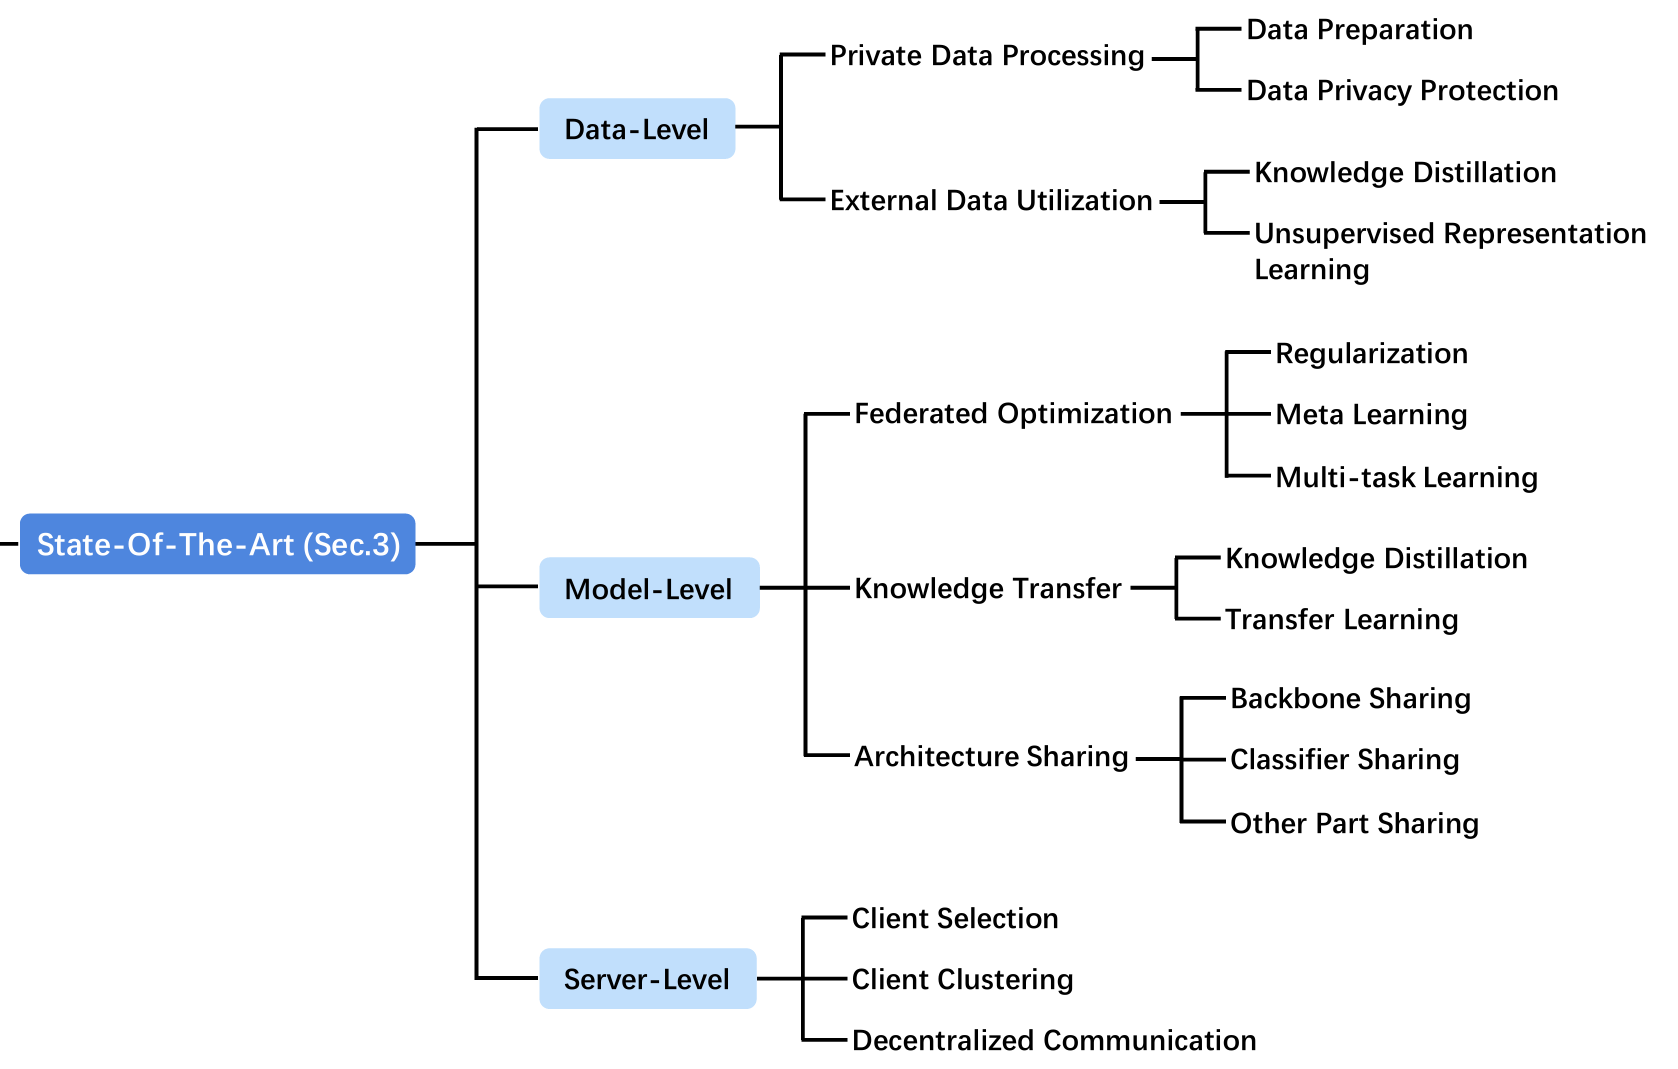 State-Of-The-Art (Sec.3)
Data-Level
Private Data Processing
Data Preparation
Data Privacy Protection
External Data Utilization
Knowledge Distillation
Unsupervised Representation
Learning
Model-Level
Federated Optimization
Regularization
Meta Learning
Multi-task Learning
Knowledge Transfer
Knowledge Distillation
Transfer Learning
Architecture Sharing
Backbone Sharing
Classifier Sharing
Other Part Sharing
Server-Level
Client Selection
Client Clustering
Decentralized Communication